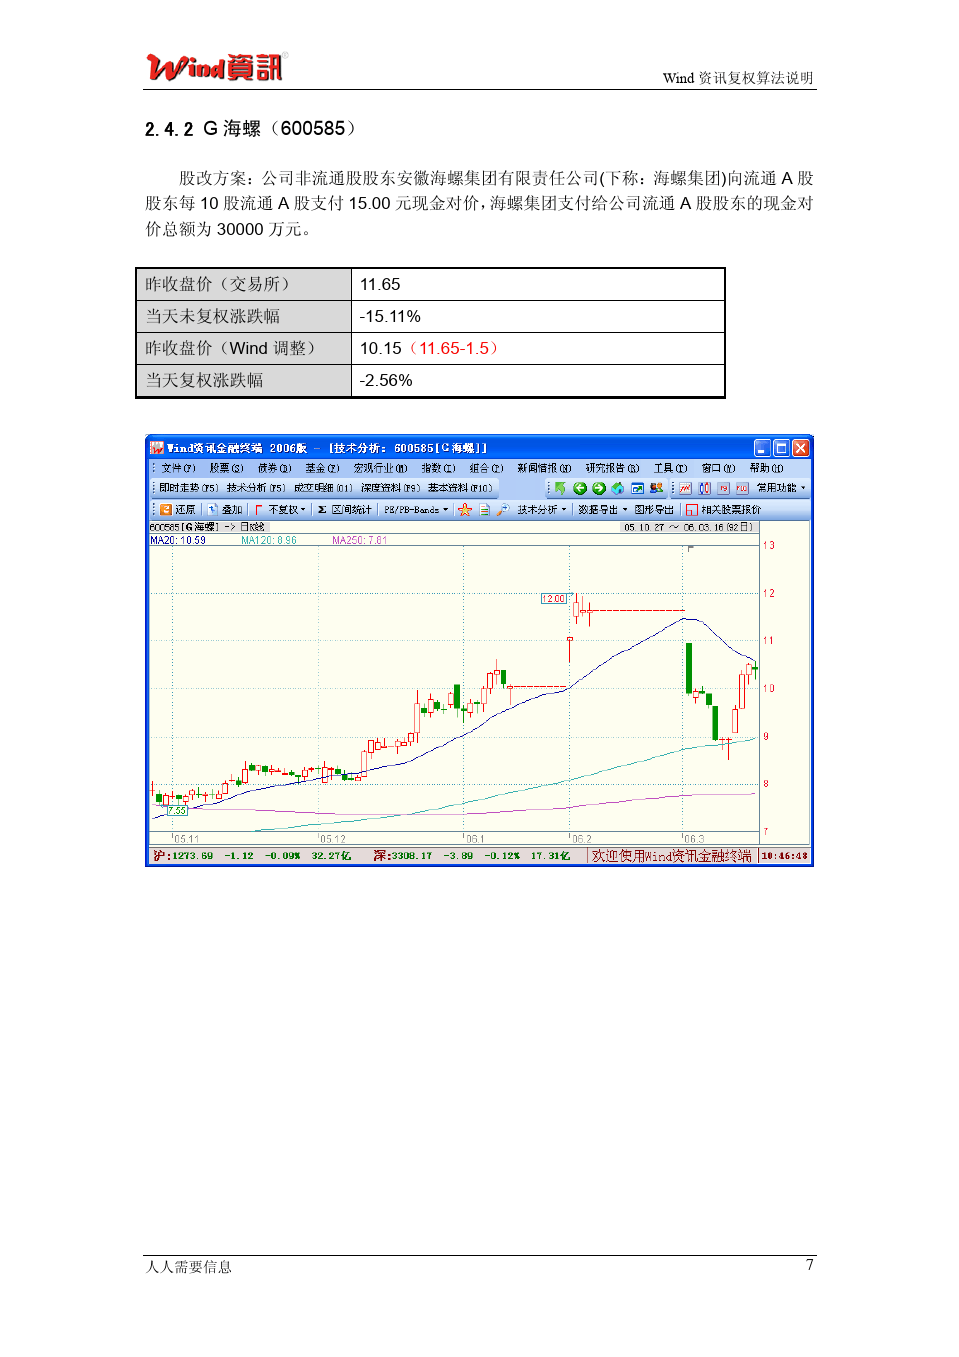 Wind資訊®
Wind 资讯复权算法说明
2.4.2 G 海螺（600585）
股改方案：公司非流通股股东安徽海螺集团有限责任公司(下称：海螺集团)向流通 A 股
股东每 10 股流通 A 股支付 15.00 元现金对价，海螺集团支付给公司流通 A 股股东的现金对
价总额为 30000 万元。
昨收盘价（交易所） 11.65
当天未复权涨跌幅 -15.11%
昨收盘价（Wind 调整） 10.15（11.65-1.5）
当天复权涨跌幅 -2.56%
Wind资讯金融终端 2006版 - [技术分析: 600585[G海螺]]
文件(F) 股票(S) 债券(B) 基金(F) 宏观行业(M) 指数(I) 组合(P) 新闻情报(N) 研究报告(R) 工具(T) 窗口(W) 帮助(H)
即时走势(F5) 技术分析(F5) 成交明细(01) 深度资料(F9) 基本资料(F10) F9 F10 常用功能
还原 叠加 不复权 Σ 区间统计 PE/PB-Bands 技术分析 数据导出 图形导出 相关股票报价
600585[G海螺] -> 日K线 05.10.27 ～ 06.03.16(92日)
MA20: 10.59 MA120: 8.96 MA250: 7.81
13
12.00
12
11
10
9
8
7.55
7
05.11 05.12 06.1 06.2 06.3
沪:1273.69 -1.12 -0.09% 32.27亿 深:3308.17 -3.89 -0.12% 17.31亿 欢迎使用Wind资讯金融终端 10:46:48
人人需要信息 7